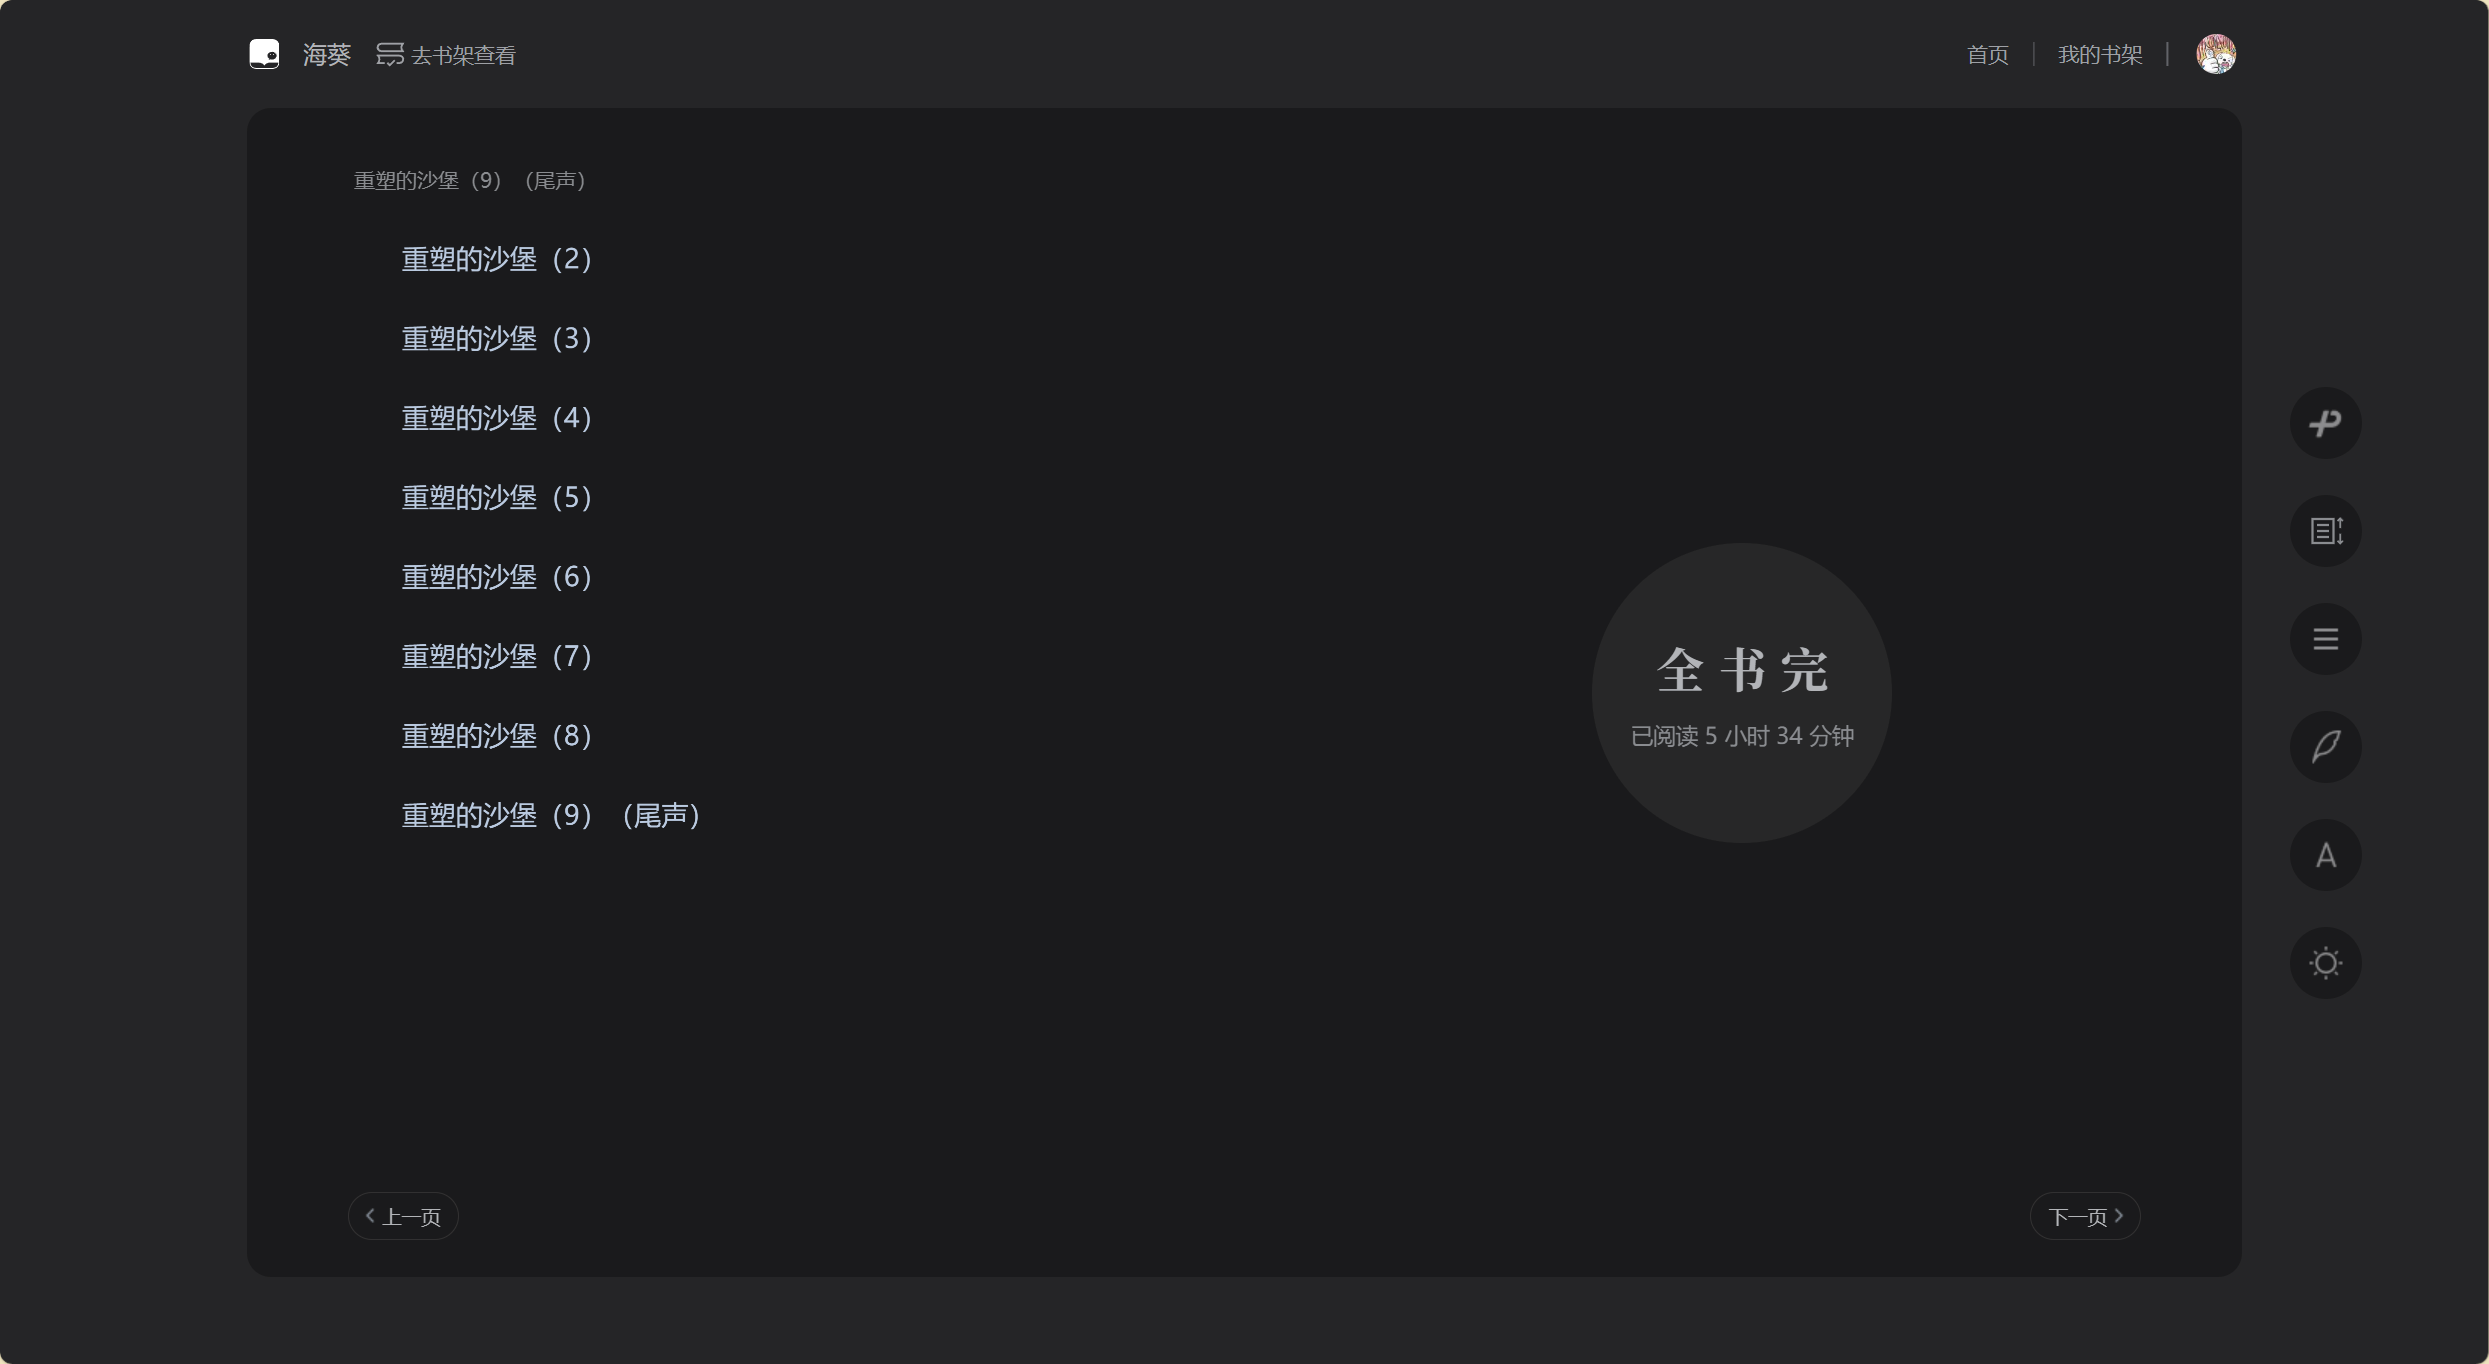 海葵 去书架查看
首页 | 我的书架 |
重塑的沙堡（9）（尾声）
重塑的沙堡（2）
重塑的沙堡（3）
重塑的沙堡（4）
重塑的沙堡（5）
重塑的沙堡（6）
重塑的沙堡（7）
重塑的沙堡（8）
重塑的沙堡（9）（尾声）
全书完
已阅读 5 小时 34 分钟
上一页
下一页
A